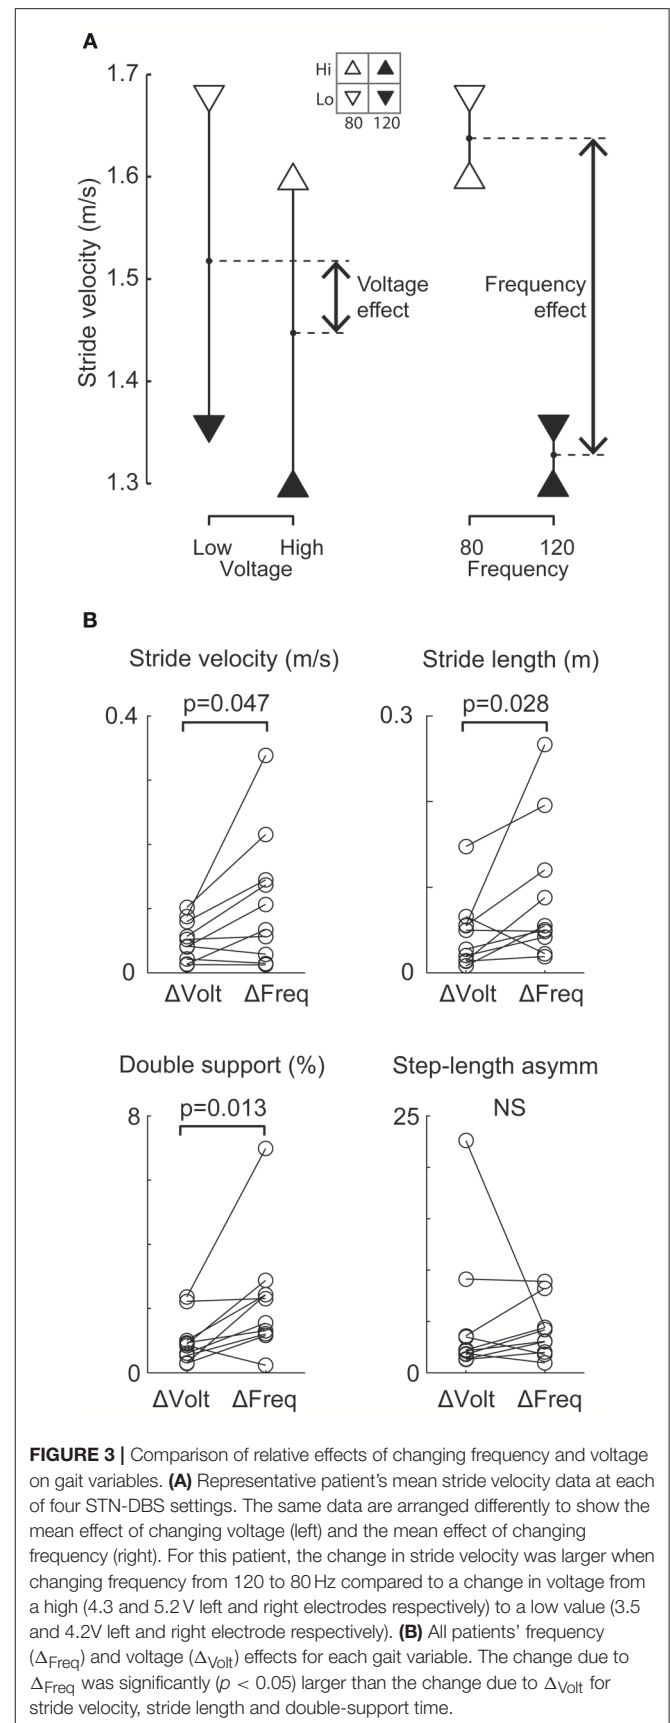 A
1.7
1.6
1.5
1.4
1.3
Stride velocity (m/s)
Hi
Lo
80 120
Voltage
effect
Frequency
effect
Low High
Voltage
80 120
Frequency
B
Stride velocity (m/s)
p=0.047
0.4
0
ΔVolt ΔFreq
Stride length (m)
p=0.028
0.3
0
ΔVolt ΔFreq
Double support (%)
p=0.013
8
0
ΔVolt ΔFreq
Step-length asymm
NS
25
0
ΔVolt ΔFreq
FIGURE 3 | Comparison of relative effects of changing frequency and voltage
on gait variables. (A) Representative patient's mean stride velocity data at each
of four STN-DBS settings. The same data are arranged differently to show the
mean effect of changing voltage (left) and the mean effect of changing
frequency (right). For this patient, the change in stride velocity was larger when
changing frequency from 120 to 80 Hz compared to a change in voltage from
a high (4.3 and 5.2 V left and right electrodes respectively) to a low value (3.5
and 4.2V left and right electrode respectively). (B) All patients' frequency
(ΔFreq) and voltage (ΔVolt) effects for each gait variable. The change due to
ΔFreq was significantly (p < 0.05) larger than the change due to ΔVolt for
stride velocity, stride length and double-support time.